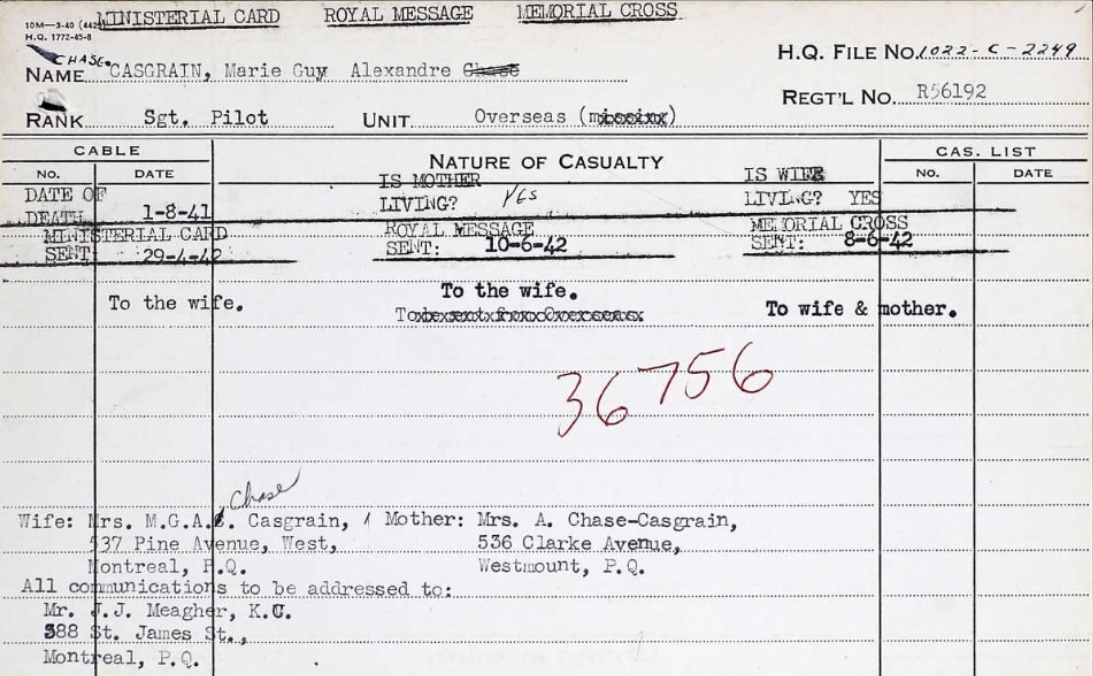 MINISTERIAL CARD ROYAL MESSAGE MEMORIAL CROSS
10M—3-40
H.Q. 1772-45-8
H.Q. FILE NO. 1022-C-2249
CHASE-
NAME CASGRAIN, Marie Guy Alexandre Chase
REGT'L NO. R56192
RANK Sgt. Pilot UNIT Overseas (missing)
CABLE NATURE OF CASUALTY CAS. LIST
NO. DATE IS MOTHER IS WIFE NO. DATE
DATE OF LIVING? Yes LIVING? YES
DEATH 1-8-41
MINISTERIAL CARD ROYAL MESSAGE MEMORIAL CROSS
SENT 29-4-42 SENT: 10-6-42 SENT: 8-6-42
To the wife. To the wife. To wife & mother.
To be sent from Overseas
36756
Chase
Wife: Mrs. M.G.A. Casgrain, Mother: Mrs. A. Chase-Casgrain,
537 Pine Avenue, West, 536 Clarke Avenue,
Montreal, P.Q. Westmount, P.Q.
All communications to be addressed to:
Mr. J.J. Meagher, K.C.
388 St. James St.,
Montreal, P.Q.